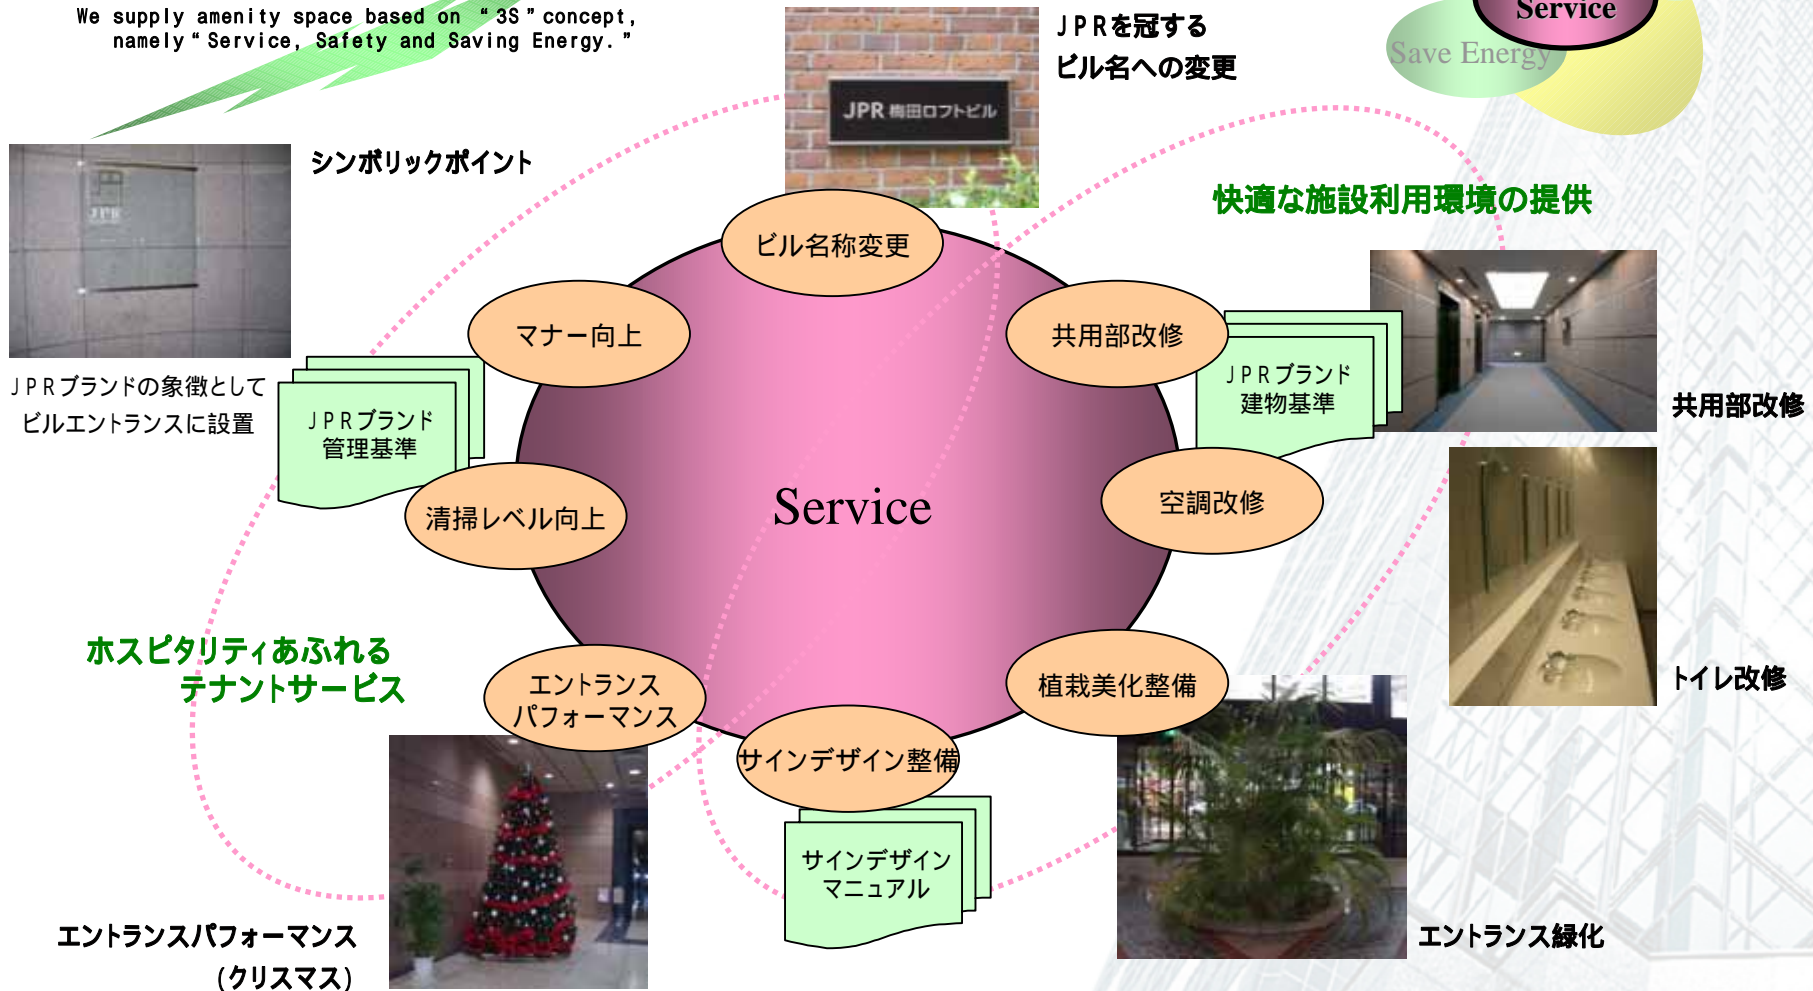 We supply amenity space based on “3S”concept,
namely“Service, Safety and Saving Energy.”
JPRを冠する
ビル名への変更
Service
Save Energy
JPR 梅田ロフトビル
シンボリックポイント
JPR
快適な施設利用環境の提供
ビル名称変更
マナー向上
共用部改修
JPRブランドの象徴として
ビルエントランスに設置
JPRブランド
管理基準
JPRブランド
建物基準
共用部改修
清掃レベル向上
Service
空調改修
ホスピタリティあふれる
テナントサービス
エントランス
パフォーマンス
植栽美化整備
トイレ改修
サインデザイン整備
サインデザイン
マニュアル
エントランスパフォーマンス
(クリスマス)
エントランス緑化